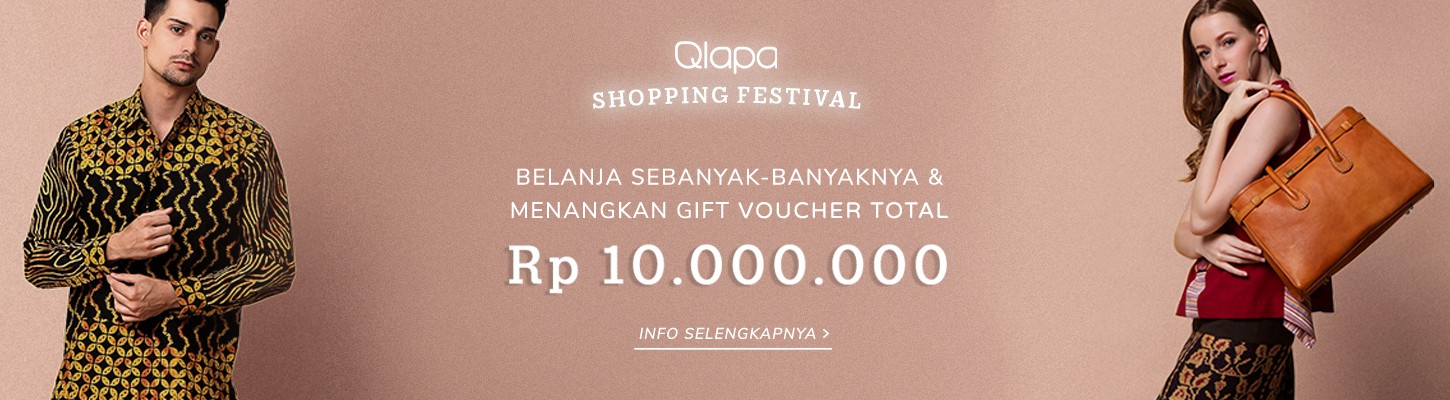 Qlapa
SHOPPING FESTIVAL
BELANJA SEBANYAK-BANYAKNYA &
MENANGKAN GIFT VOUCHER TOTAL
Rp 10.000.000
INFO SELENGKAPNYA >